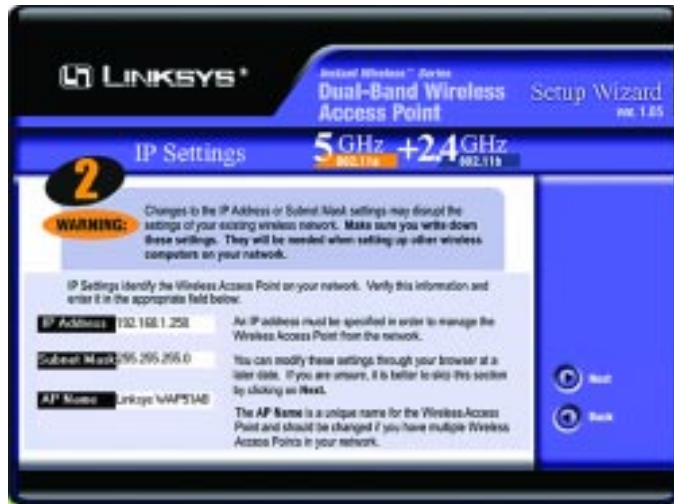 LINKSYS®
Instant Wireless™ Series
Dual-Band Wireless
Access Point
Setup Wizard
ver. 1.05
IP Settings
5 GHz + 2.4 GHz
802.11a 802.11b
2
WARNING:
Changes to the IP Address or Subnet Mask settings may disrupt the
settings of your existing wireless network. Make sure you write down
these settings. They will be needed when setting up other wireless
computers on your network.
IP Settings identify the Wireless Access Point on your network. Verify this information and
enter it in the appropriate field below:
IP Address 192.168.1.250
An IP address must be specified in order to manage the
Wireless Access Point from the network.
Subnet Mask 255.255.255.0
You can modify these settings through your browser at a
later date. If you are unsure, it is better to skip this section
by clicking on Next.
AP Name Linksys WAP51AB
The AP Name is a unique name for the Wireless Access
Point and should be changed if you have multiple Wireless
Access Points in your network.
Next
Back